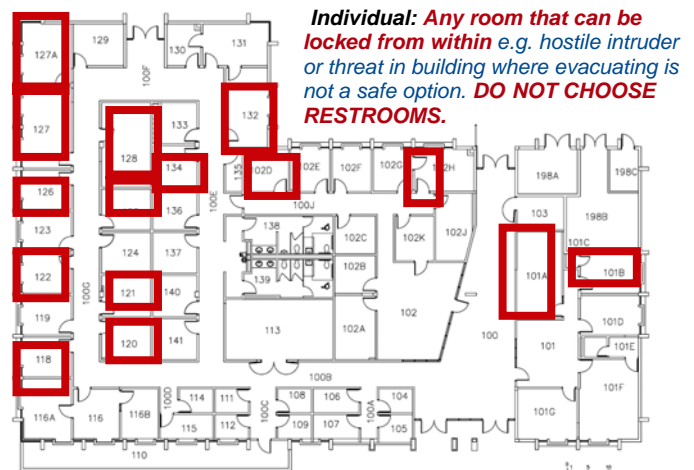 Individual: Any room that can be
locked from within e.g. hostile intruder
or threat in building where evacuating is
not a safe option. DO NOT CHOOSE
RESTROOMS.
127A
129
130
131
100F
127
128
133
132
134
135
102D
102E
102F
102G
102H
198A
198C
126
136
100E
100J
103
198B
123
138
102C
102K
102J
101C
124
137
122
139
102B
101A
101B
100G
121
140
119
113
102A
102
100
101
101D
120
141
101E
118
100B
116A
116
116B
100D
114
111
100C
108
106
100A
104
101G
101F
115
112
109
107
105
110